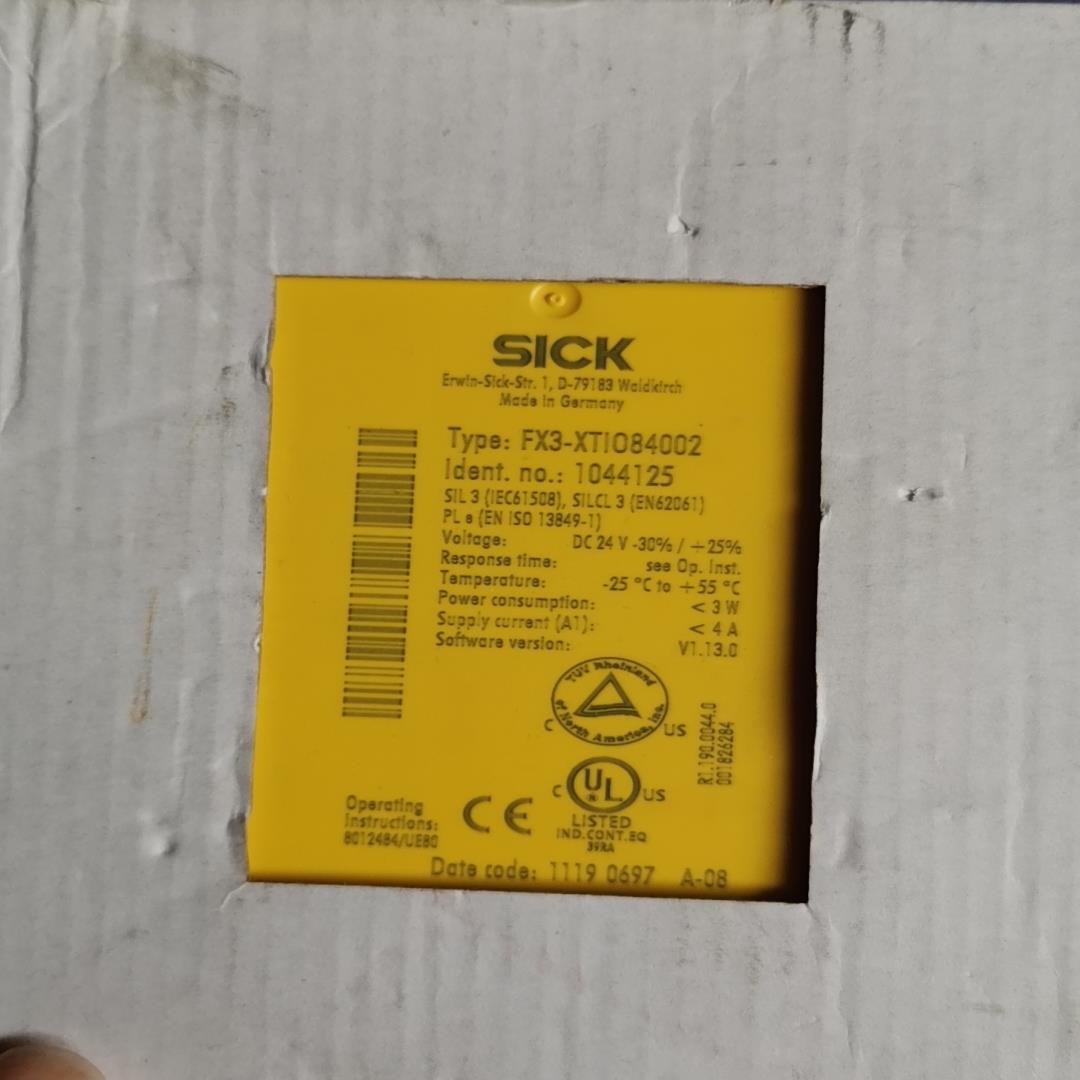 SICK
Erwin-Sick-Str. 1, D-79183 Waldkirch
Made in Germany
Type: FX3-XTIO84002
Ident. no.: 1044125
SIL 3 (IEC61508), SILCL 3 (EN62061)
PL e (EN ISO 13849-1)
Voltage: DC 24 V -30% / +25%
Response time: see Op. Inst.
Temperature: -25 °C to +55 °C
Power consumption: < 3 W
Supply current (A1): < 4 A
Software version: V1.13.0
TUV Rheinland
of North America, Inc.
C US
R1.190.0044.0
001826284
UL
®
C US
LISTED
IND.CONT.EQ
39RA
CE
Operating
Instructions:
8012484/UE80
Date code: 1119 0697 A-08